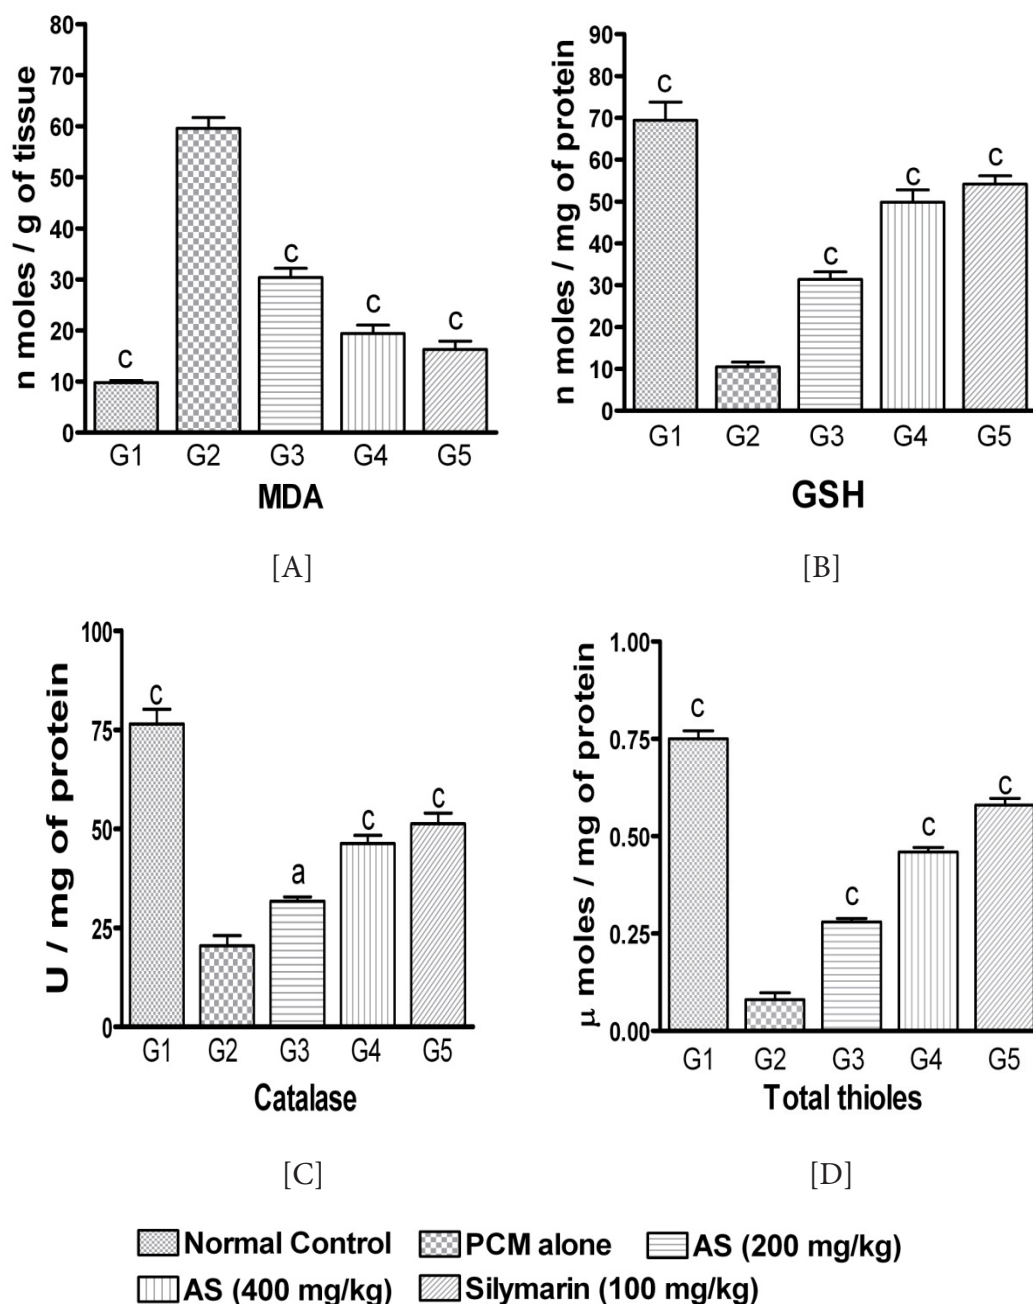 80
70
60
50
40
30
20
10
0
n moles / g of tissue
c
c
c
c
G1 G2 G3 G4 G5
MDA
[A]
90
80
70
60
50
40
30
20
10
0
n moles / mg of protein
c
c
c
c
G1 G2 G3 G4 G5
GSH
[B]
100
75
50
25
0
U / mg of protein
c
a
c
c
G1 G2 G3 G4 G5
Catalase
[C]
1.00
0.75
0.50
0.25
0.00
µ moles / mg of protein
c
c
c
c
G1 G2 G3 G4 G5
Total thioles
[D]
Normal Control PCM alone AS (200 mg/kg)
AS (400 mg/kg) Silymarin (100 mg/kg)